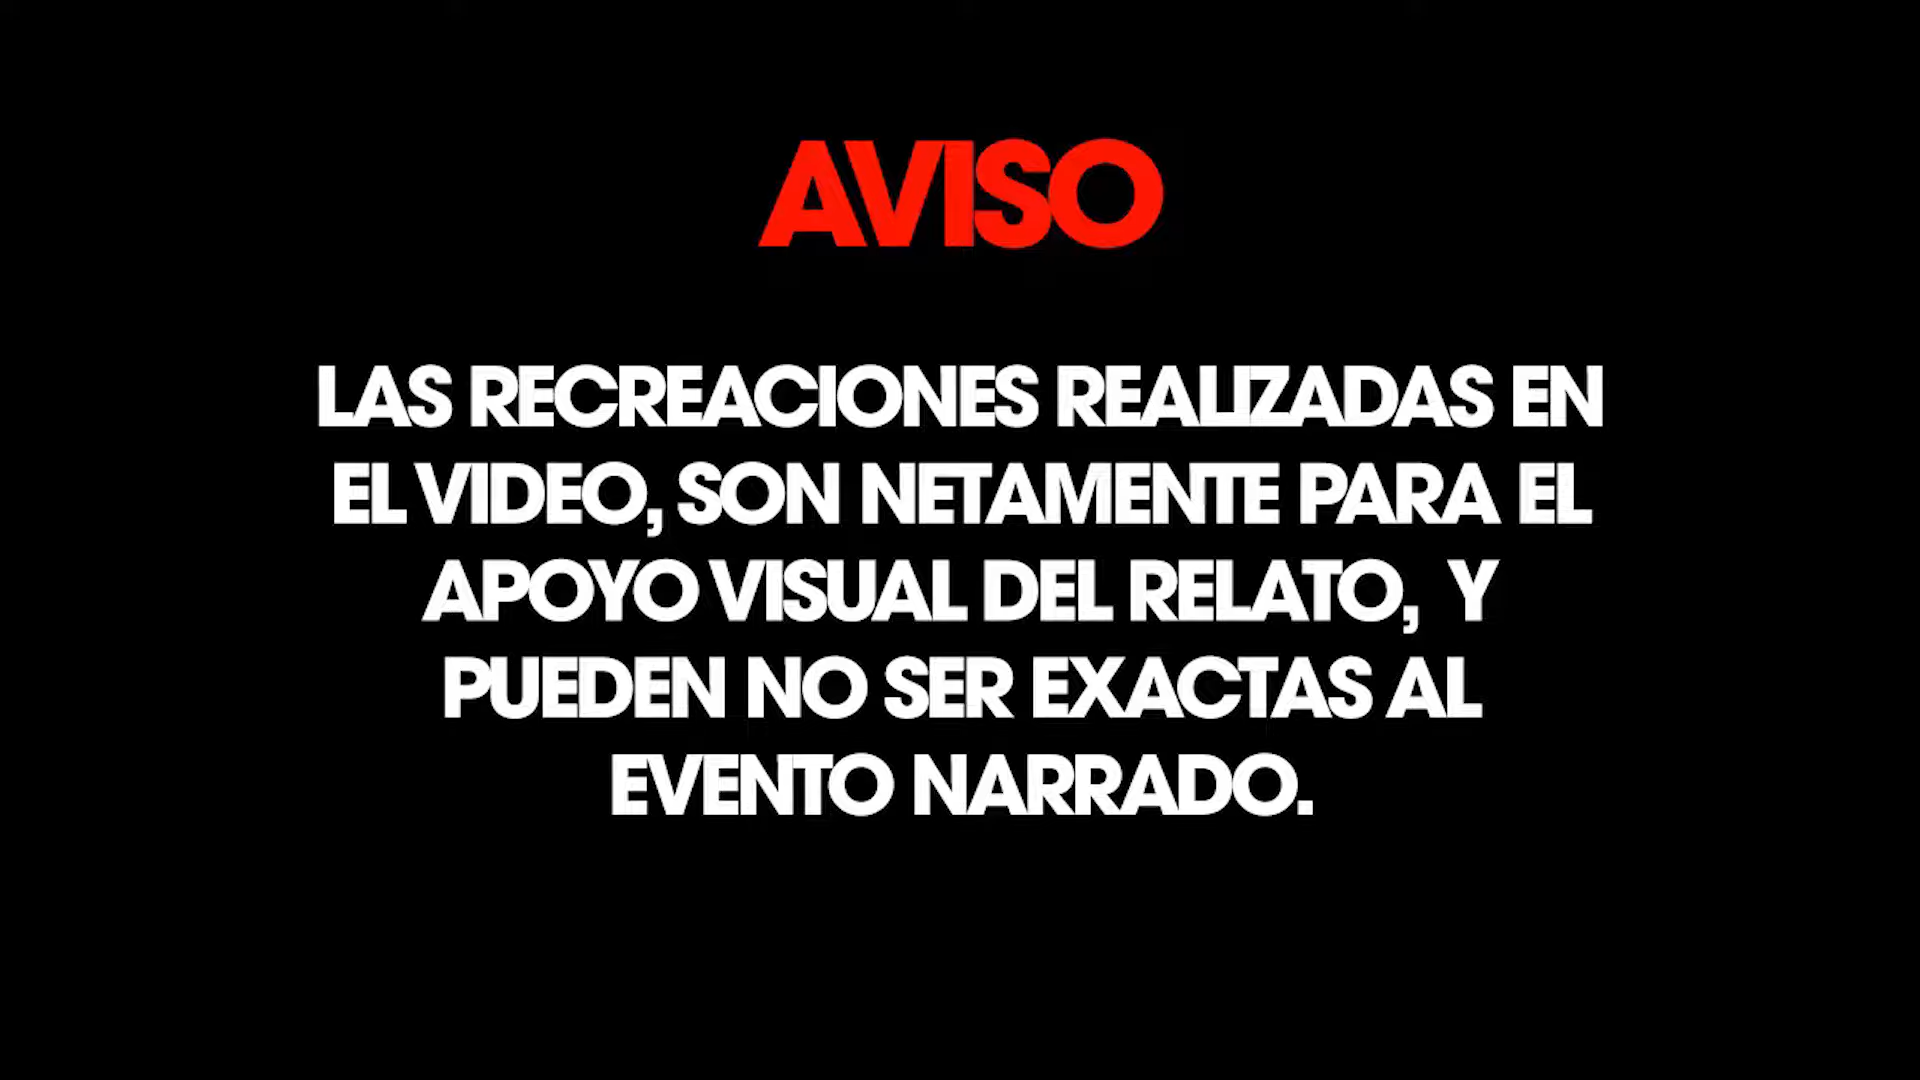 AVISO
LAS RECREACIONES REALIZADAS EN
EL VIDEO, SON NETAMENTE PARA EL
APOYO VISUAL DEL RELATO, Y
PUEDEN NO SER EXACTAS AL
EVENTO NARRADO.